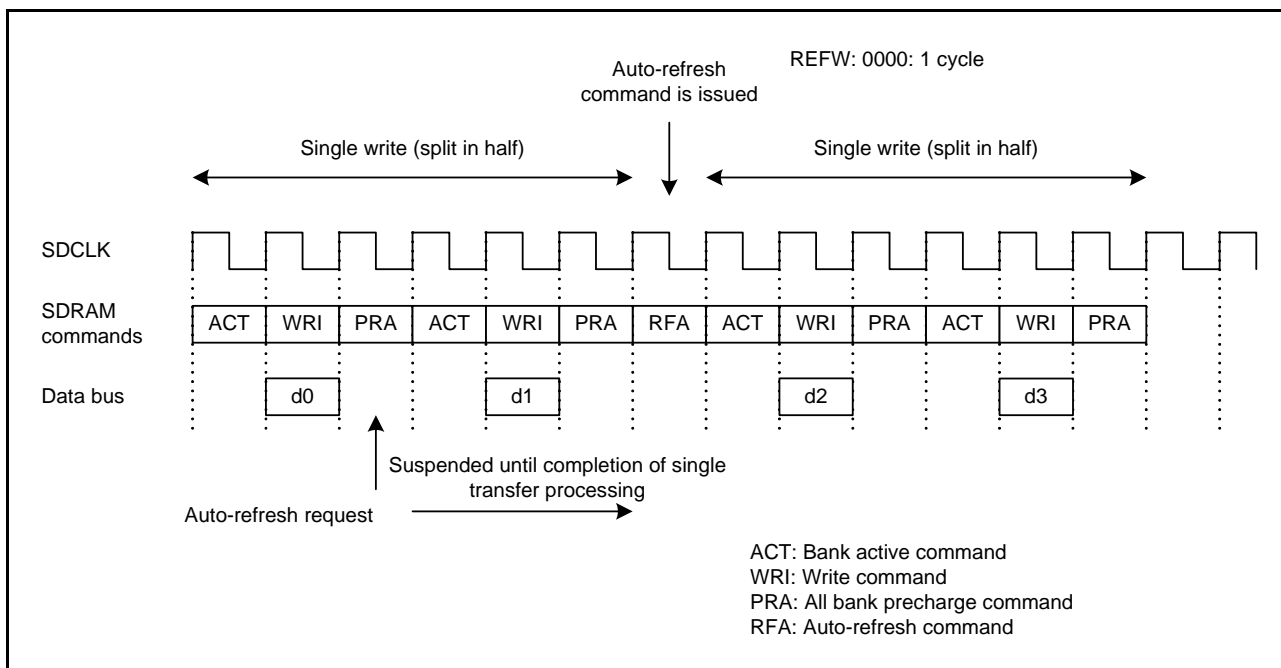 REFW: 0000: 1 cycle
Auto-refresh
command is issued
Single write (split in half)
Single write (split in half)
SDCLK
SDRAM
commands
ACT WRI PRA ACT WRI PRA RFA ACT WRI PRA ACT WRI PRA
Data bus
d0 d1 d2 d3
Suspended until completion of single
transfer processing
Auto-refresh request
ACT: Bank active command
WRI: Write command
PRA: All bank precharge command
RFA: Auto-refresh command